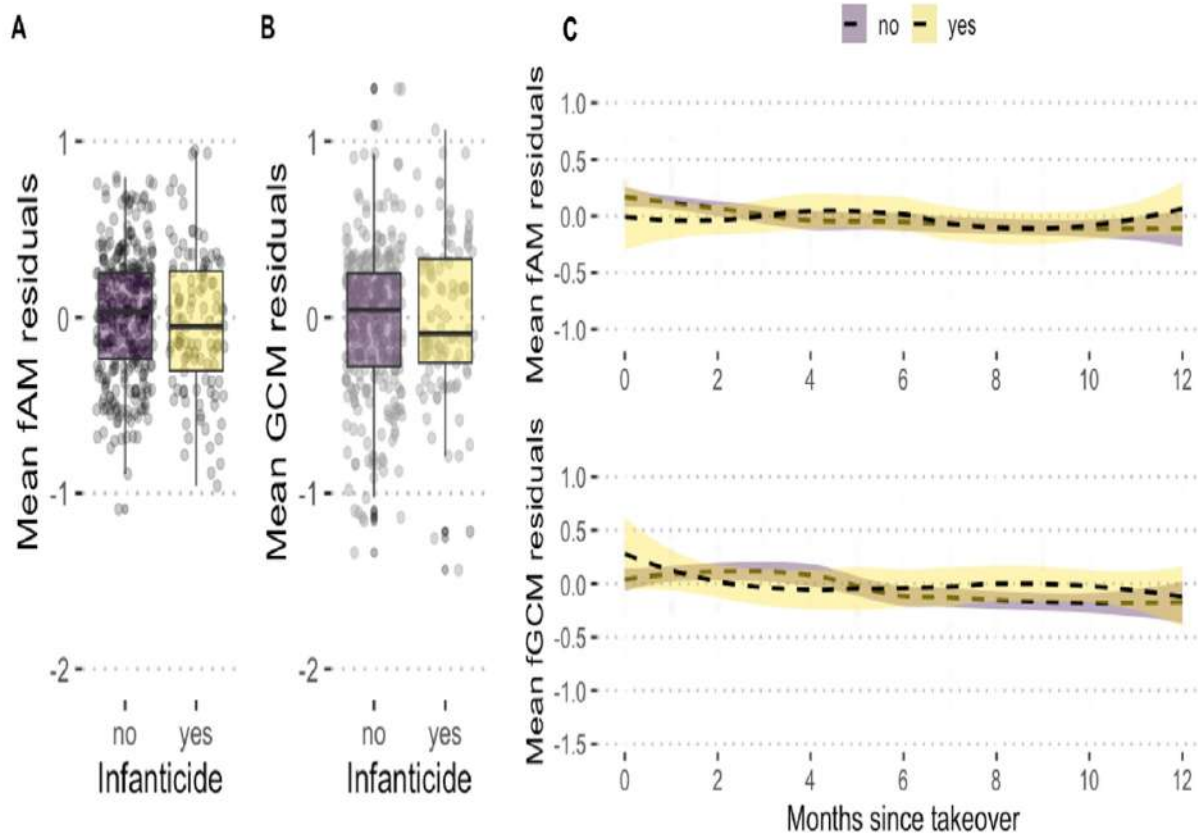 A
Mean fAM residuals
1
0
-1
-2
no yes
Infanticide
B
Mean GCM residuals
1
0
-1
-2
no yes
Infanticide
C
no yes
Mean fAM residuals
1.0
0.5
0.0
-0.5
-1.0
0 2 4 6 8 10 12
Mean fGCM residuals
1.0
0.5
0.0
-0.5
-1.0
-1.5
0 2 4 6 8 10 12
Months since takeover